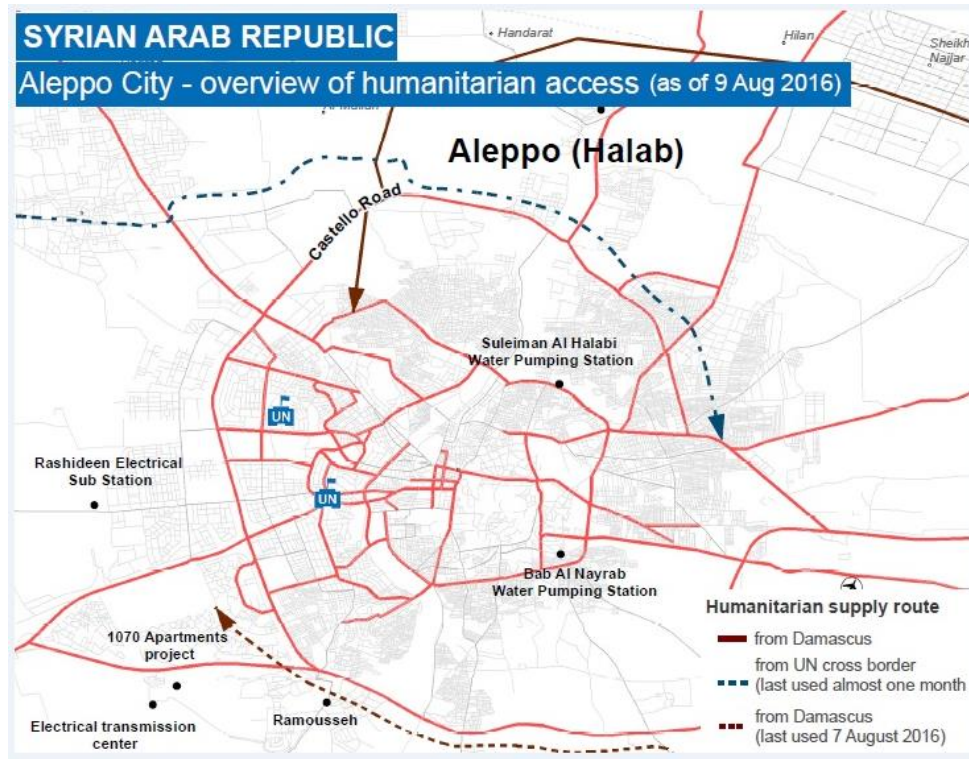 SYRIAN ARAB REPUBLIC
Aleppo City - overview of humanitarian access (as of 9 Aug 2016)
Handarat
Hilan
Sheikh
Najjar
Aleppo (Halab)
Castello Road
Suleiman Al Halabi
Water Pumping Station
UN
Rashideen Electrical
Sub Station
UN
Bab Al Nayrab
Water Pumping Station
1070 Apartments
project
Electrical transmission
center
Ramousseh
Humanitarian supply route
from Damascus
from UN cross border
(last used almost one month
from Damascus
(last used 7 August 2016)